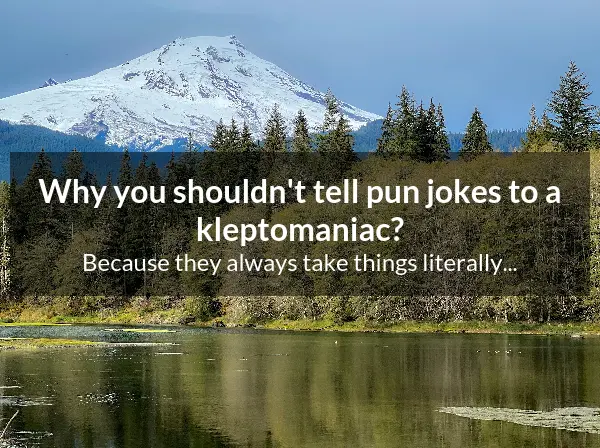 Why you shouldn't tell pun jokes to a
kleptomaniac?
Because they always take things literally...